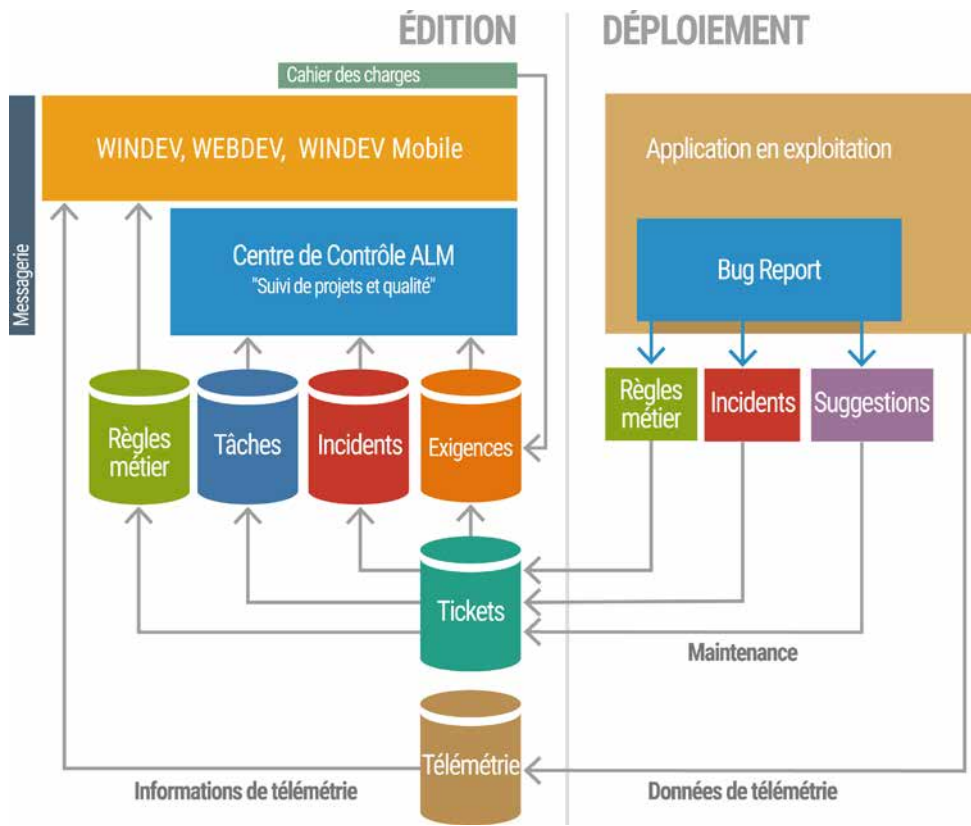 ÉDITION
DÉPLOIEMENT
Cahier des charges
Messagerie
WINDEV, WEBDEV, WINDEV Mobile
Application en exploitation
Centre de Contrôle ALM
"Suivi de projets et qualité"
Bug Report
Règles
métier
Tâches
Incidents
Exigences
Règles
métier
Incidents
Suggestions
Tickets
Maintenance
Télémétrie
Informations de télémétrie
Données de télémétrie